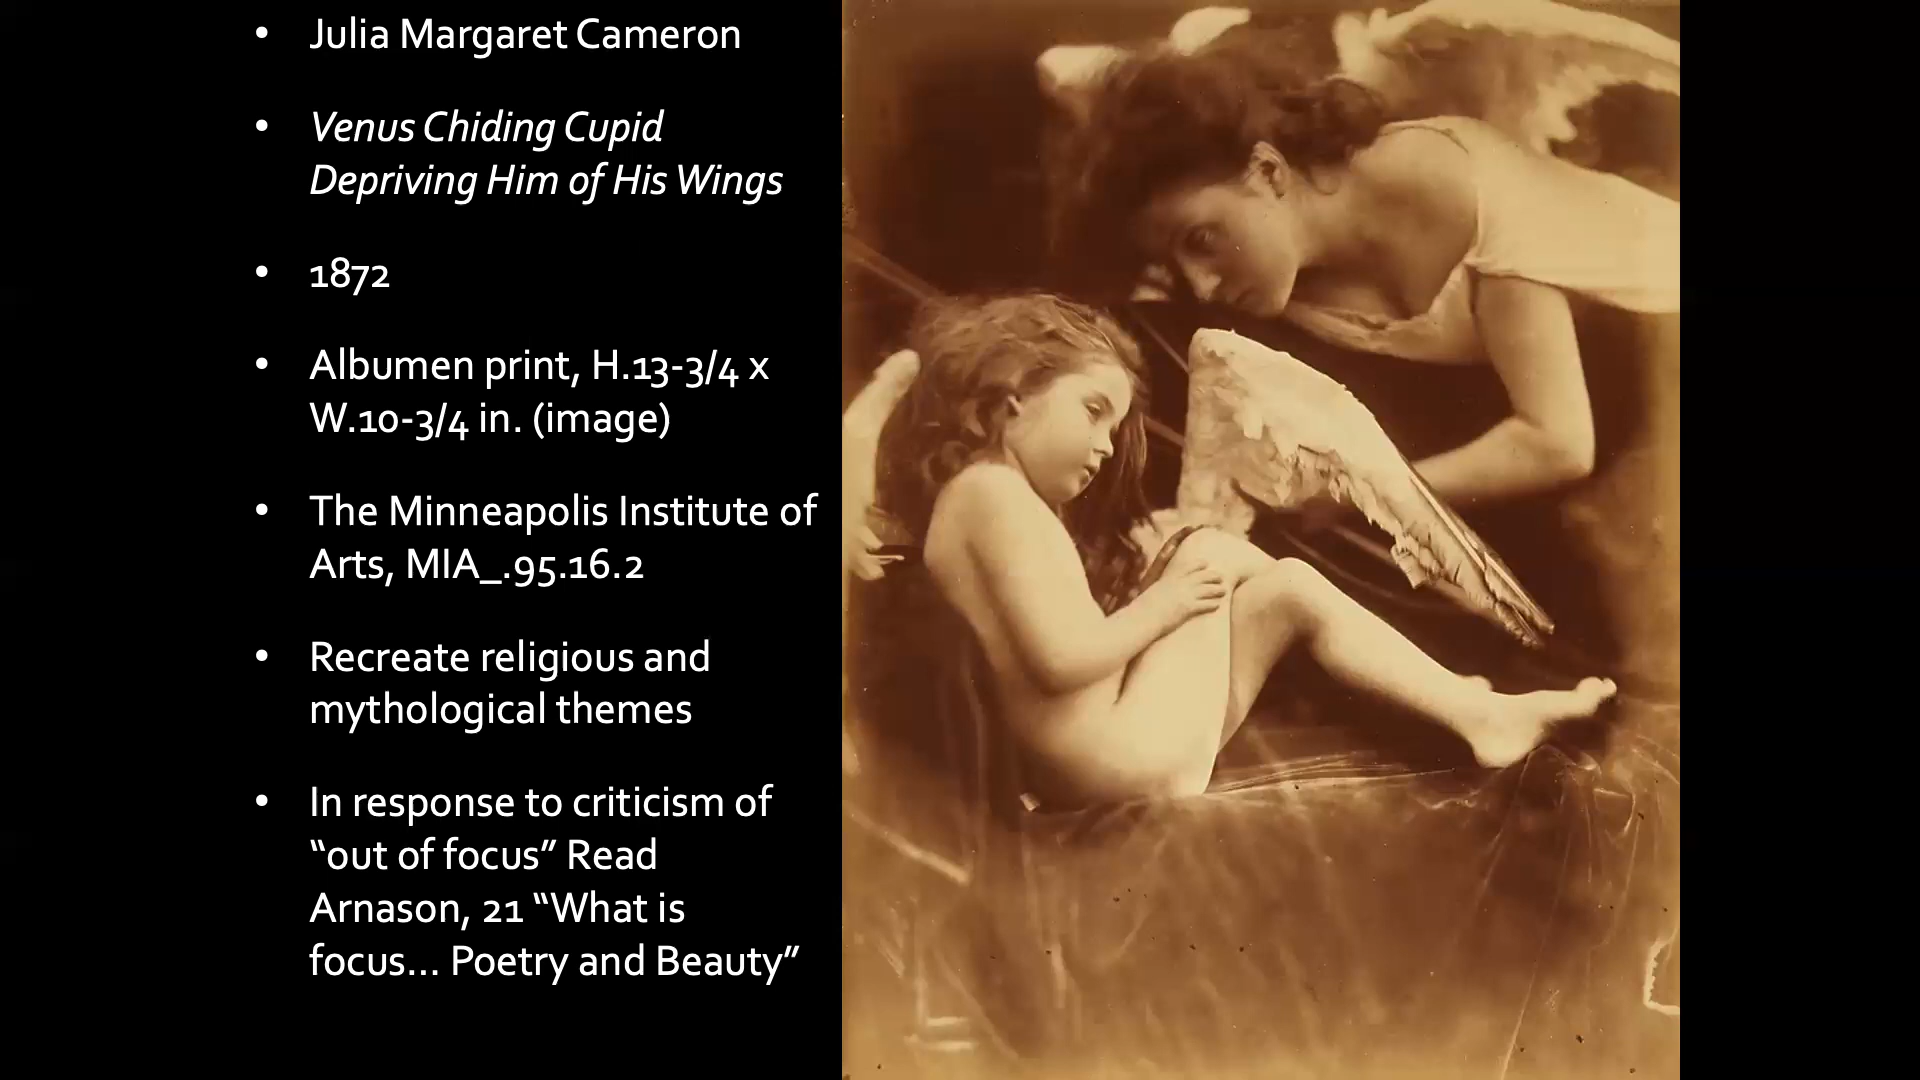 • Julia Margaret Cameron
• Venus Chiding Cupid
Depriving Him of His Wings
• 1872
• Albumen print, H.13-3/4 x
W.10-3/4 in. (image)
• The Minneapolis Institute of
Arts, MIA_.95.16.2
• Recreate religious and
mythological themes
• In response to criticism of
“out of focus” Read
Arnason, 21 “What is
focus… Poetry and Beauty”